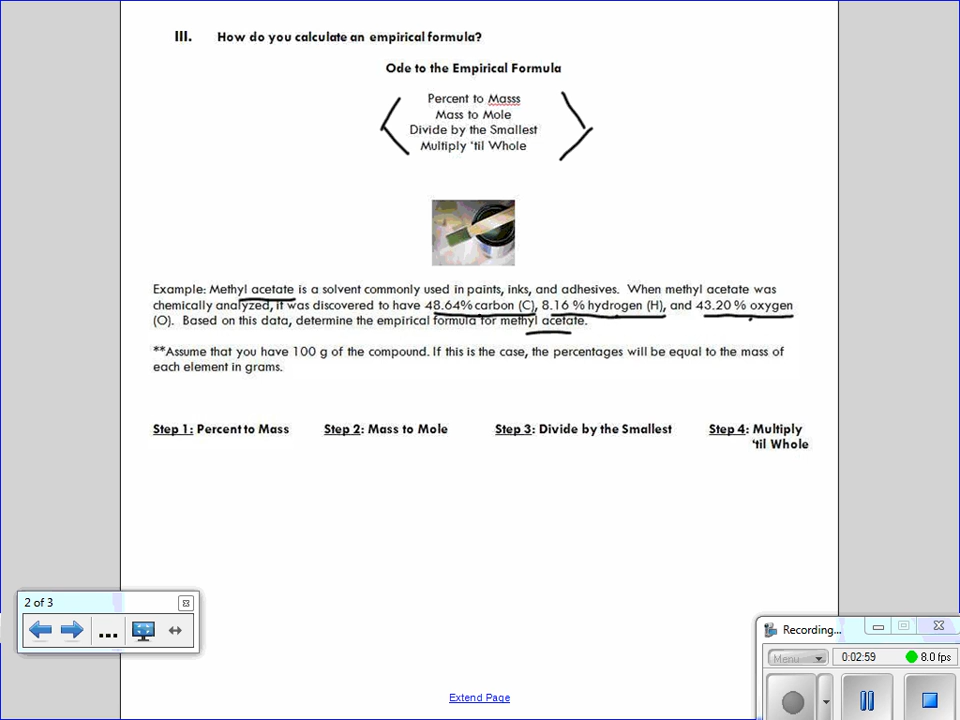 III. How do you calculate an empirical formula?
Ode to the Empirical Formula
Percent to Masss
Mass to Mole
Divide by the Smallest
Multiply ‘til Whole
Example: Methyl acetate is a solvent commonly used in paints, inks, and adhesives. When methyl acetate was
chemically analyzed, it was discovered to have 48.64% carbon (C), 8.16 % hydrogen (H), and 43.20 % oxygen
(O). Based on this data, determine the empirical formula for methyl acetate.
**Assume that you have 100 g of the compound. If this is the case, the percentages will be equal to the mass of
each element in grams.
Step 1: Percent to Mass Step 2: Mass to Mole Step 3: Divide by the Smallest Step 4: Multiply
‘til Whole
2 of 3
...
Recording...
Menu 0:02:59 8.0 fps
Extend Page